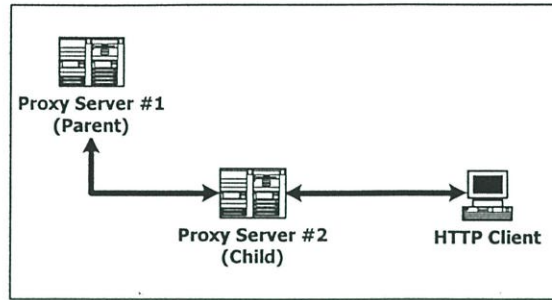 Proxy Server #1
(Parent)
Proxy Server #2
(Child)
HTTP Client